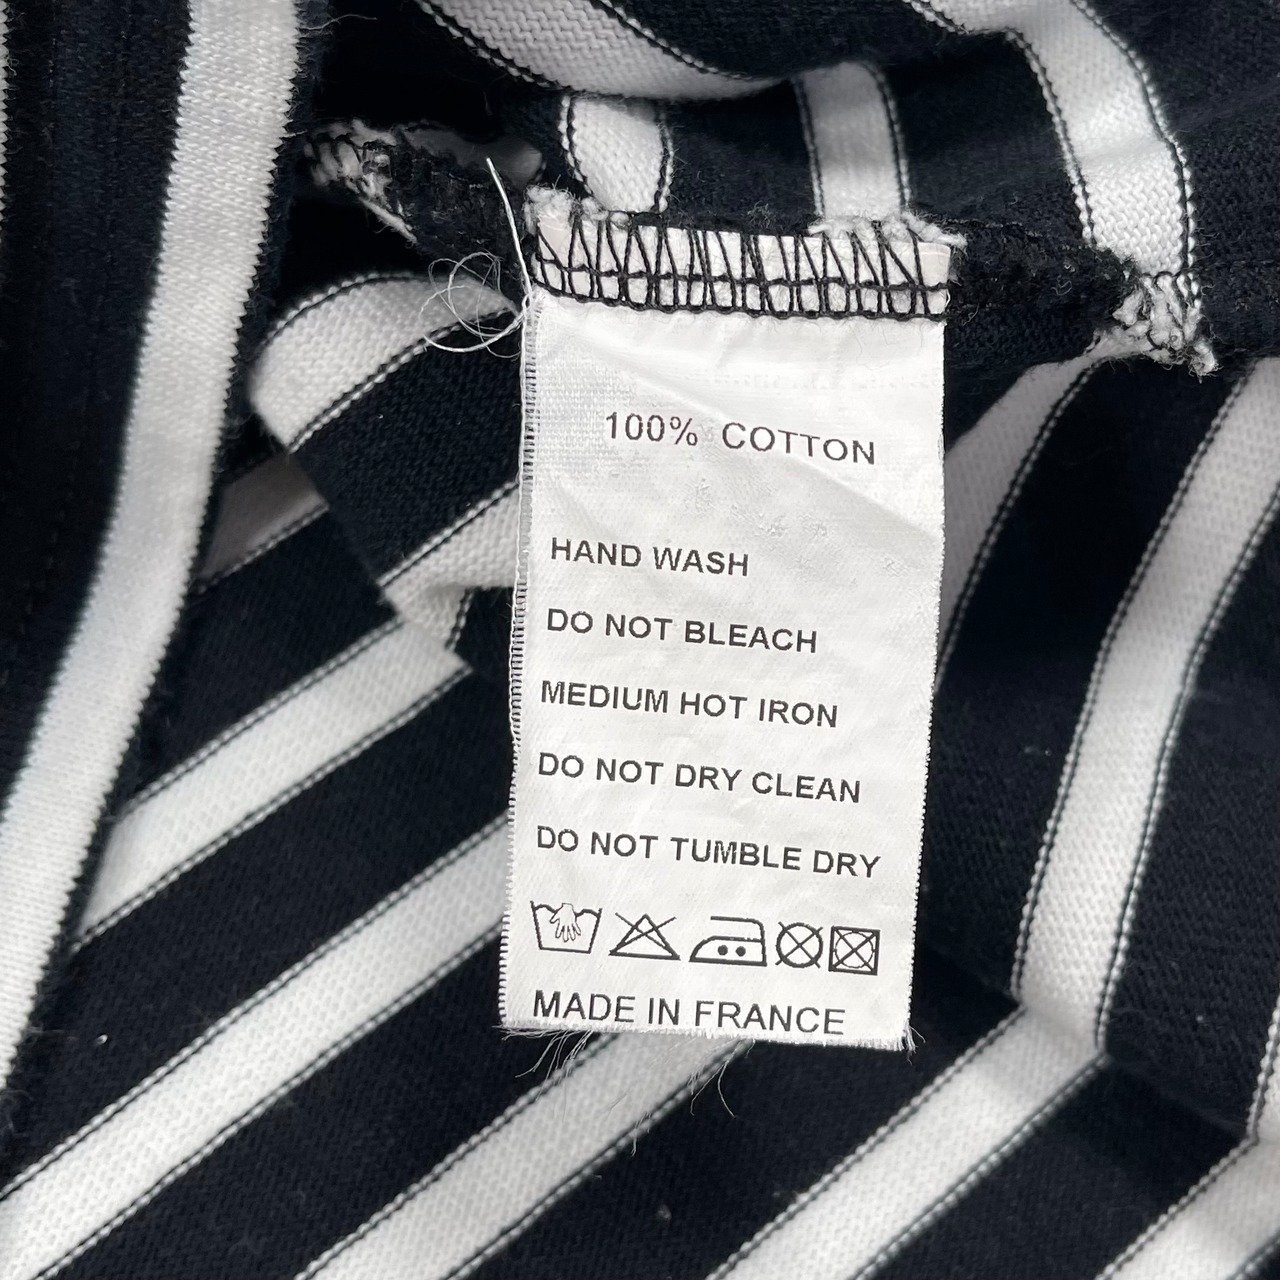 100% COTTON
HAND WASH
DO NOT BLEACH
MEDIUM HOT IRON
DO NOT DRY CLEAN
DO NOT TUMBLE DRY
MADE IN FRANCE